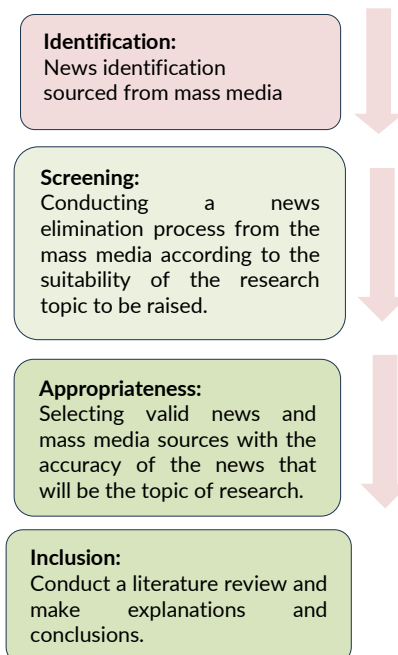 Identification:
News identification
sourced from mass media
Screening:
Conducting a news
elimination process from the
mass media according to the
suitability of the research
topic to be raised.
Appropriateness:
Selecting valid news and
mass media sources with the
accuracy of the news that
will be the topic of research.
Inclusion:
Conduct a literature review and
make explanations and
conclusions.